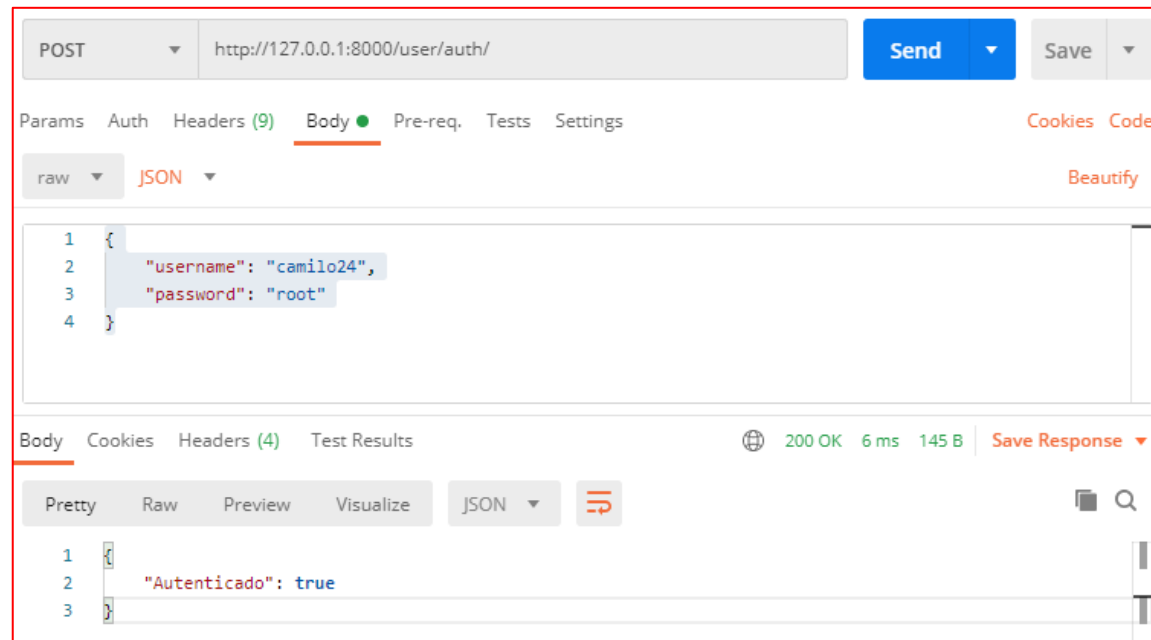 POST http://127.0.0.1:8000/user/auth/ Send Save
Params Auth Headers (9) Body Pre-req. Tests Settings Cookies Code
raw JSON Beautify
1 {
2 "username": "camilo24",
3 "password": "root"
4 }
Body Cookies Headers (4) Test Results 200 OK 6 ms 145 B Save Response
Pretty Raw Preview Visualize JSON
1 {
2 "Autenticado": true
3 }